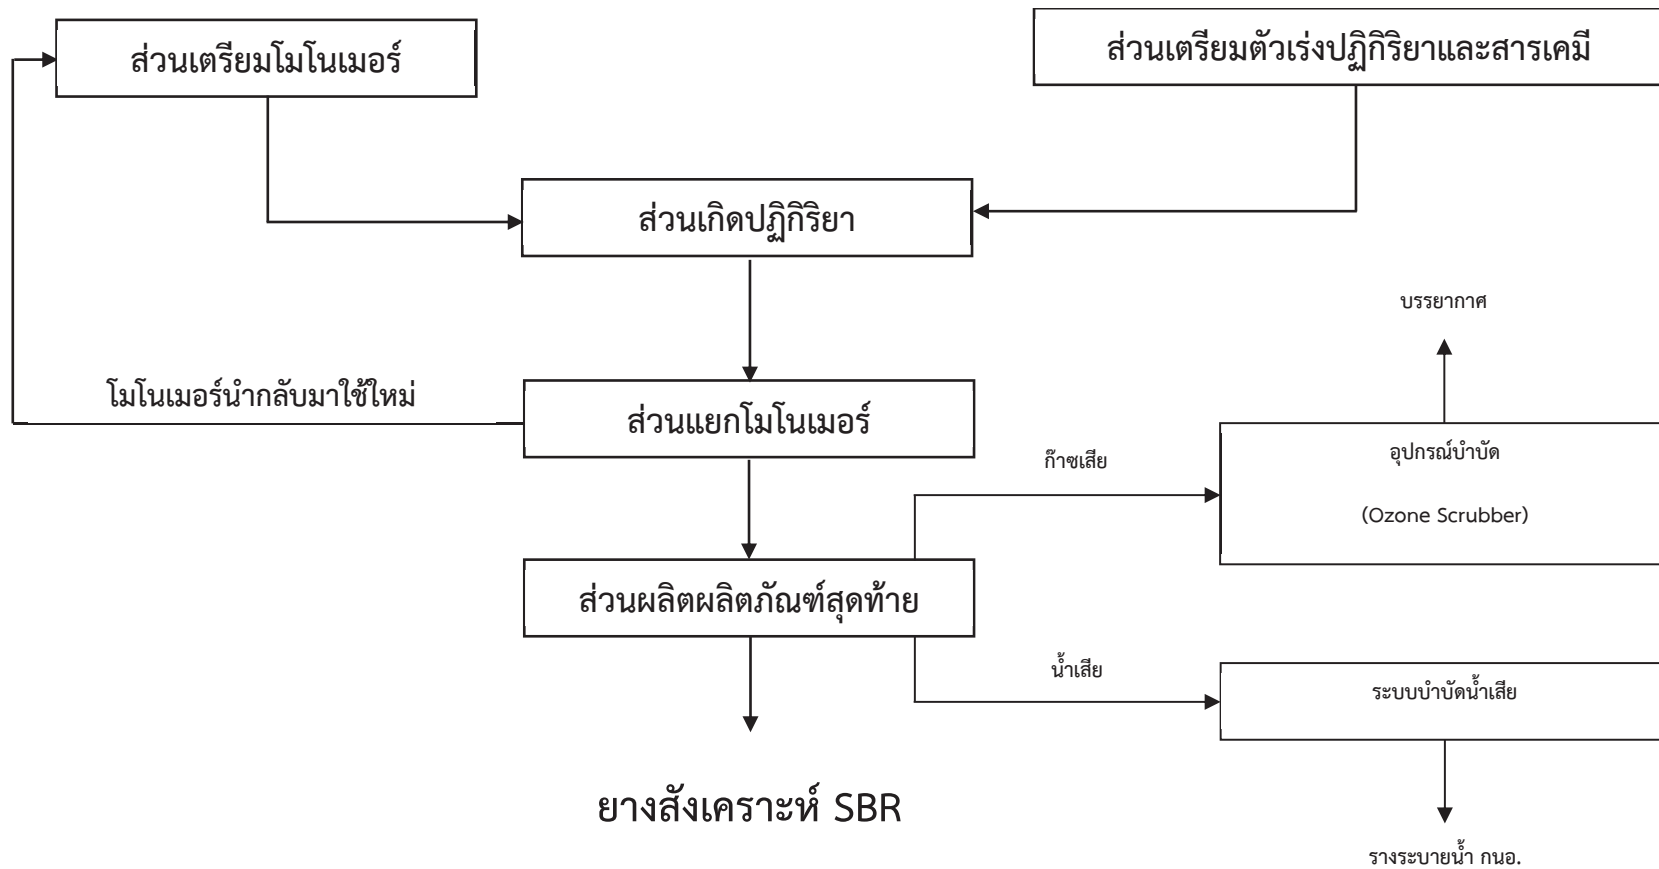 ส่วนเตรียมโมโนเมอร์
ส่วนเตรียมตัวเร่งปฏิกิริยาและสารเคมี
ส่วนเกิดปฏิกิริยา
บรรยากาศ
โมโนเมอร์นำกลับมาใช้ใหม่
ส่วนแยกโมโนเมอร์
ก๊าซเสีย
อุปกรณ์บำบัด
(Ozone Scrubber)
ส่วนผลิตผลิตภัณฑ์สุดท้าย
น้ำเสีย
ระบบบำบัดน้ำเสีย
ยางสังเคราะห์ SBR
รางระบายน้ำ กนอ.